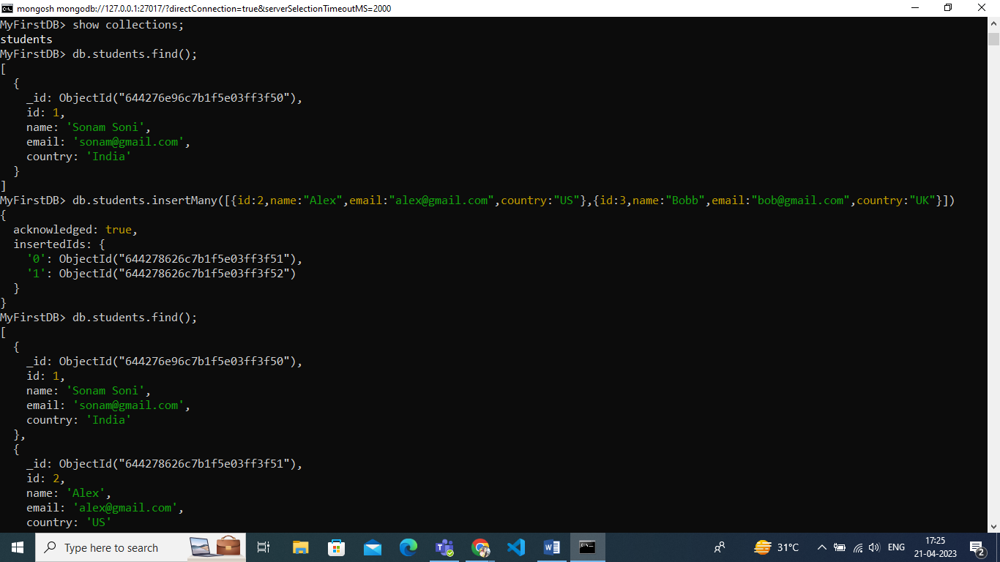 mongosh mongodb://127.0.0.1:27017/?directConnection=true&serverSelectionTimeoutMS=2000
MyFirstDB> show collections;
students
MyFirstDB> db.students.find();
[
  {
    _id: ObjectId("644276e96c7b1f5e03ff3f50"),
    id: 1,
    name: 'Sonam Soni',
    email: 'sonam@gmail.com',
    country: 'India'
  }
]
MyFirstDB> db.students.insertMany([{id:2,name:"Alex",email:"alex@gmail.com",country:"US"},{id:3,name:"Bobb",email:"bob@gmail.com",country:"UK"}])
{
  acknowledged: true,
  insertedIds: {
    '0': ObjectId("644278626c7b1f5e03ff3f51"),
    '1': ObjectId("644278626c7b1f5e03ff3f52")
  }
}
MyFirstDB> db.students.find();
[
  {
    _id: ObjectId("644276e96c7b1f5e03ff3f50"),
    id: 1,
    name: 'Sonam Soni',
    email: 'sonam@gmail.com',
    country: 'India'
  },
  {
    _id: ObjectId("644278626c7b1f5e03ff3f51"),
    id: 2,
    name: 'Alex',
    email: 'alex@gmail.com',
    country: 'US'
Type here to search
31°C
ENG
17:25
21-04-2023
2